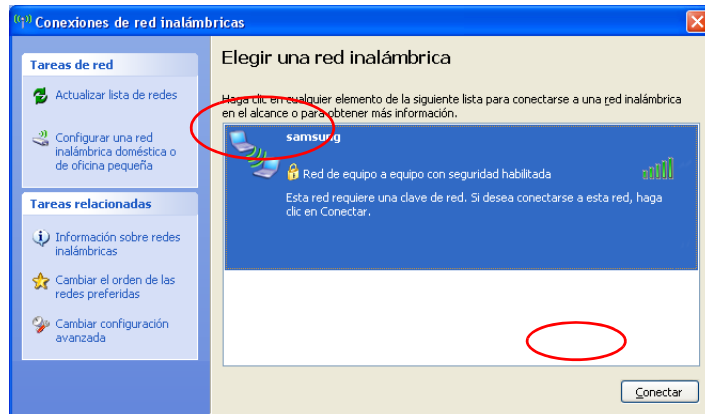 Conexiones de red inalámbricas
Tareas de red
Actualizar lista de redes
Configurar una red
inalámbrica doméstica o
de oficina pequeña
Tareas relacionadas
Información sobre redes
inalámbricas
Cambiar el orden de las
redes preferidas
Cambiar configuración
avanzada
Elegir una red inalámbrica
Haga clic en cualquier elemento de la siguiente lista para conectarse a una red inalámbrica
en el alcance o para obtener más información.
samsung
Red de equipo a equipo con seguridad habilitada
Esta red requiere una clave de red. Si desea conectarse a esta red, haga
clic en Conectar.
Conectar